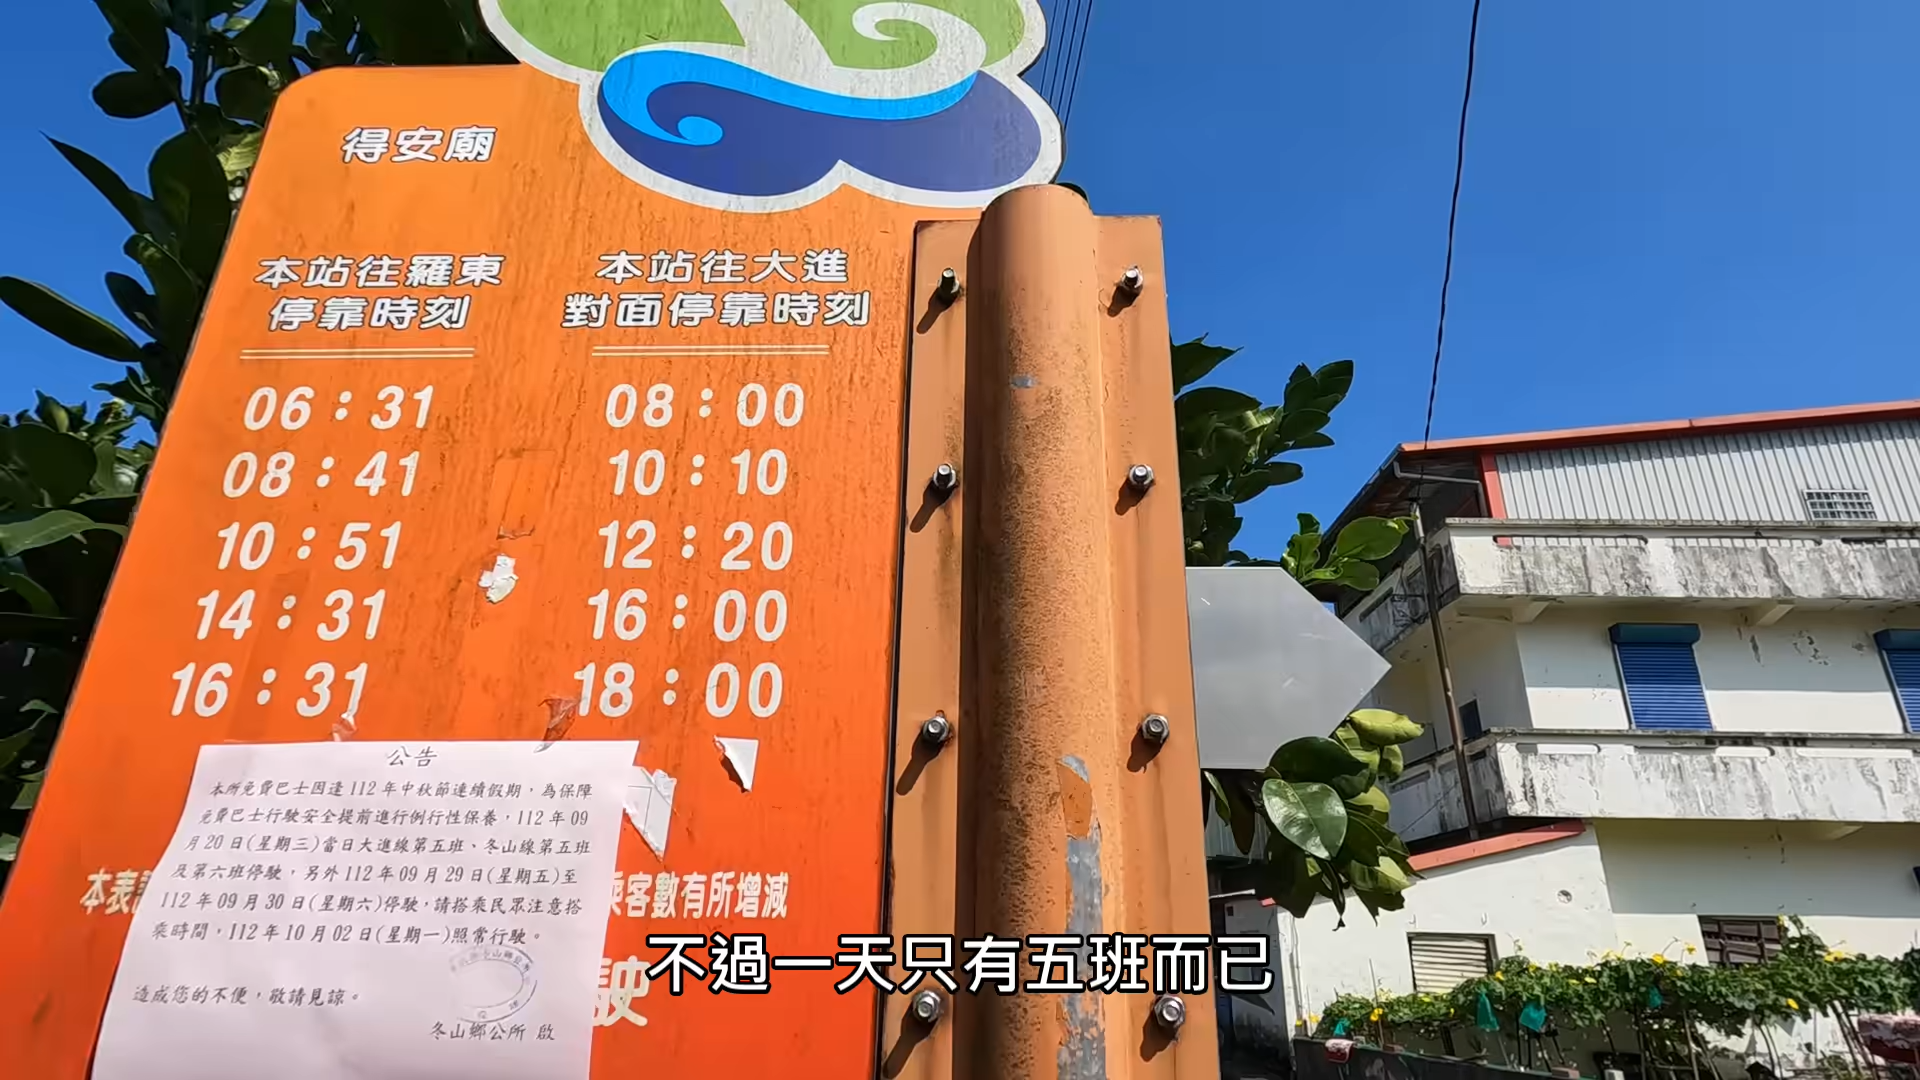 得安廟
本站往羅東
停靠時刻
06：31
08：41
10：51
14：31
16：31
本站往大進
對面停靠時刻
08：00
10：10
12：20
16：00
18：00
公告
本所免費巴士因逢112年中秋節連續假期，為保障
免費巴士行駛安全提前進行例行性保養，112年09
月20日(星期三)當日大進線第五班、冬山線第五班
及第六班停駛，另外112年09月29日(星期五)至
112年09月30日(星期六)停駛，請搭乘民眾注意搭
乘時間，112年10月02日(星期一)照常行駛。
造成您的不便，敬請見諒。
冬山鄉公所 啟
本表
乘客數有所增減
駛
不過一天只有五班而已